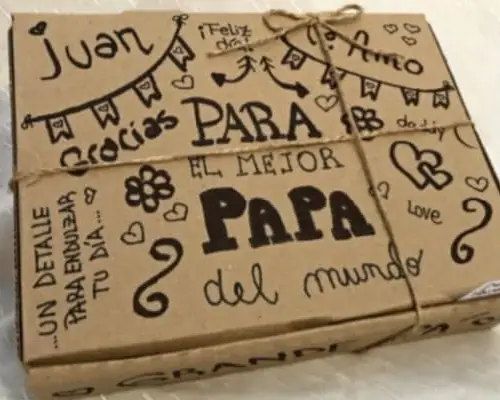 Juan
¡Feliz
día!
Te Amo
Gracias
PARA
EL MEJOR
PAPA
del mundo
daddy
Love
...UN DETALLE
PARA ENDULZAR
TU DÍA...
GRANDE